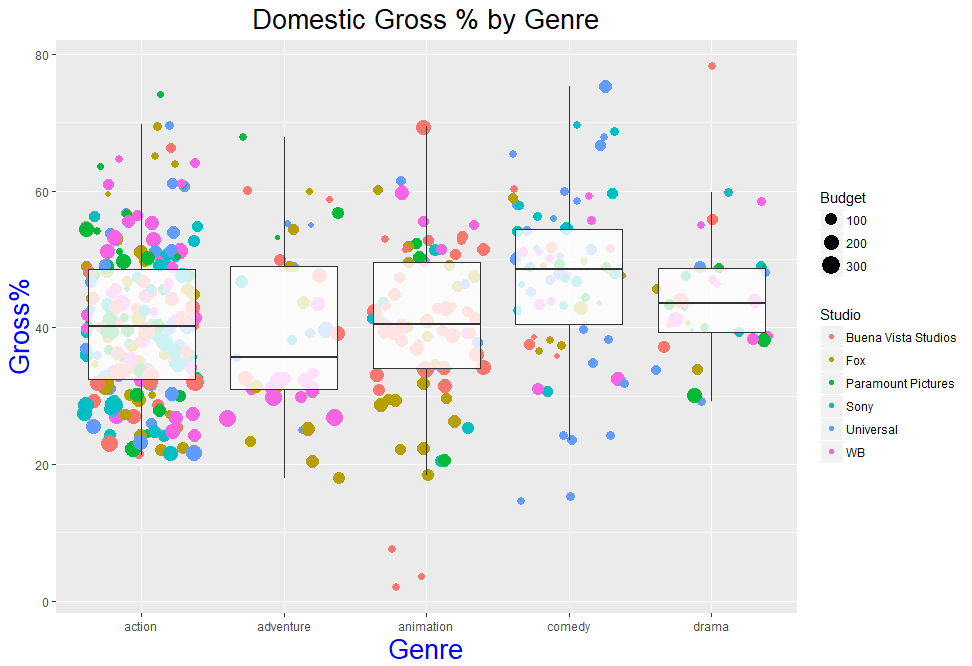 Domestic Gross % by Genre
Gross%
80
60
40
20
0
action adventure animation comedy drama
Genre
Budget
100
200
300
Studio
Buena Vista Studios
Fox
Paramount Pictures
Sony
Universal
WB